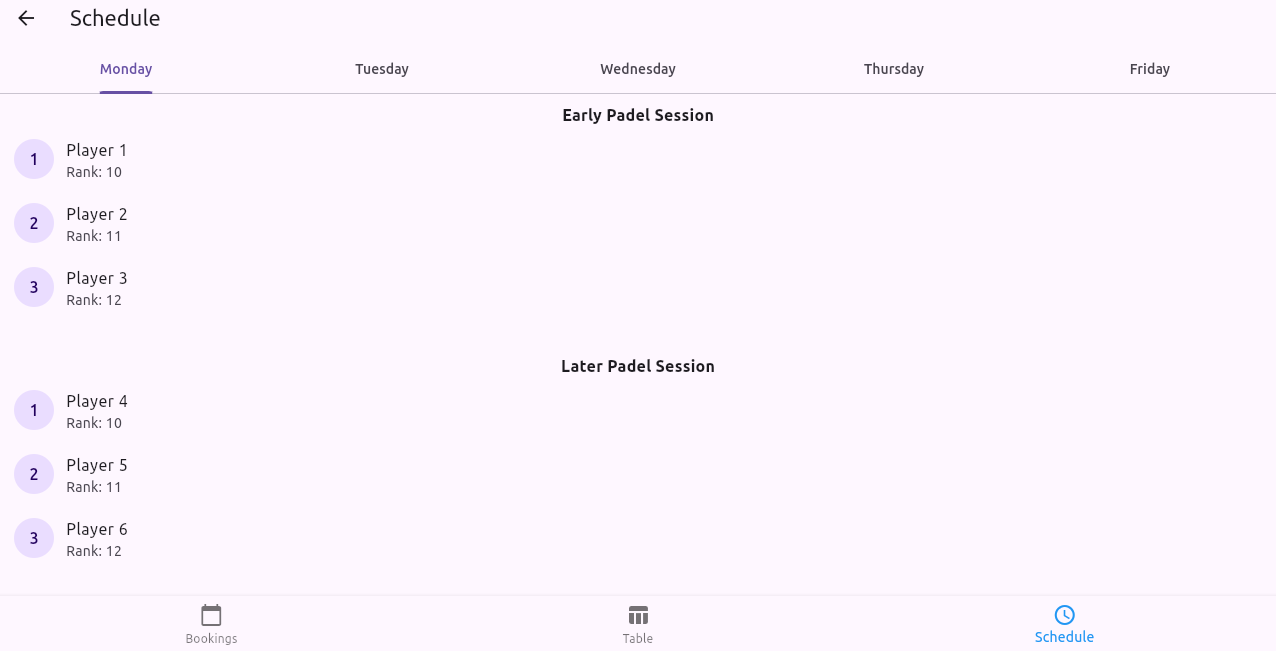 Schedule
Monday Tuesday Wednesday Thursday Friday
Early Padel Session
1 Player 1
Rank: 10
2 Player 2
Rank: 11
3 Player 3
Rank: 12
Later Padel Session
1 Player 4
Rank: 10
2 Player 5
Rank: 11
3 Player 6
Rank: 12
Bookings Table Schedule